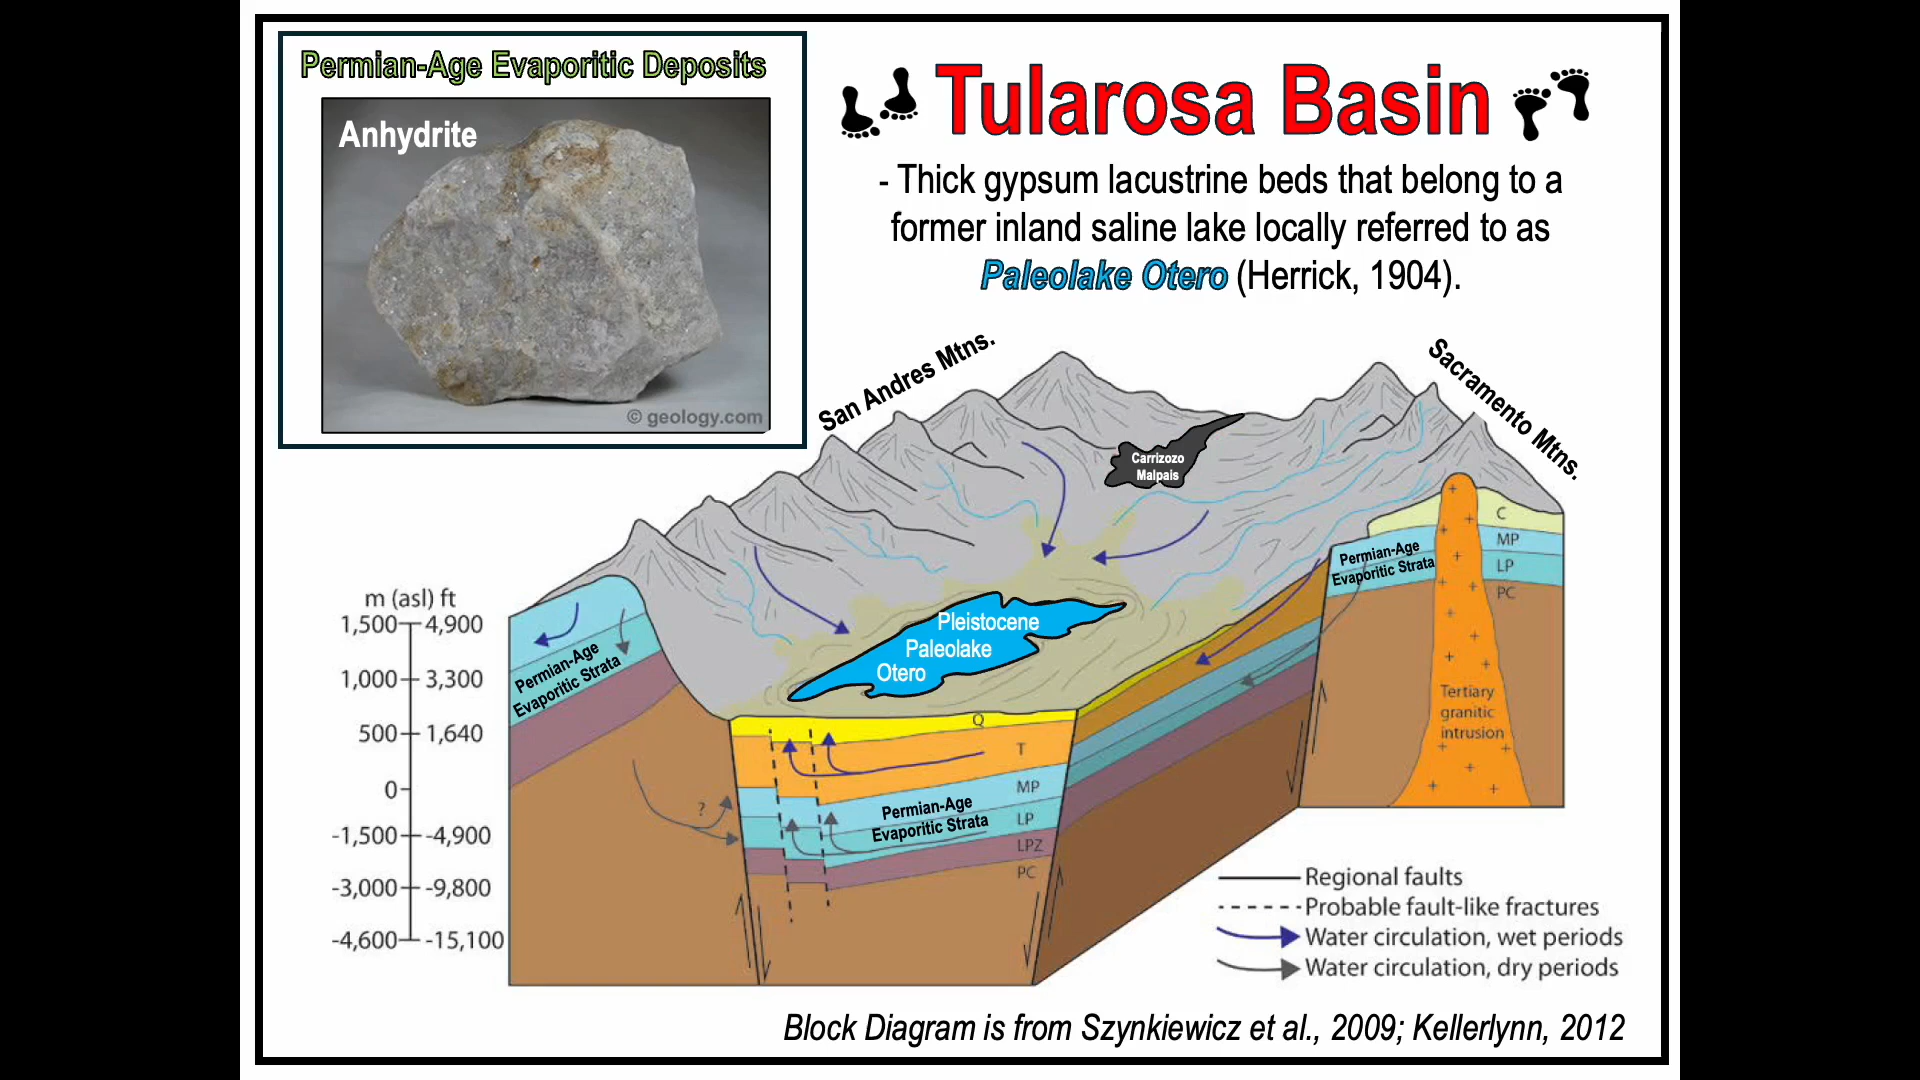 Permian-Age Evaporitic Deposits
Anhydrite
© geology.com
Tularosa Basin
- Thick gypsum lacustrine beds that belong to a
former inland saline lake locally referred to as
Paleolake Otero (Herrick, 1904).
San Andres Mtns.
Sacramento Mtns.
Carrizozo
Malpais
C
MP
LP
PC
Permian-Age
Evaporitic Strata
Tertiary
granitic
intrusion
Pleistocene
Paleolake
Otero
Permian-Age
Evaporitic Strata
m (asl) ft
1,500 4,900
1,000 3,300
500 1,640
0
-1,500 -4,900
-3,000 -9,800
-4,600 -15,100
?
Q
T
MP
LP
LPZ
PC
Permian-Age
Evaporitic Strata
Regional faults
Probable fault-like fractures
Water circulation, wet periods
Water circulation, dry periods
Block Diagram is from Szynkiewicz et al., 2009; Kellerlynn, 2012